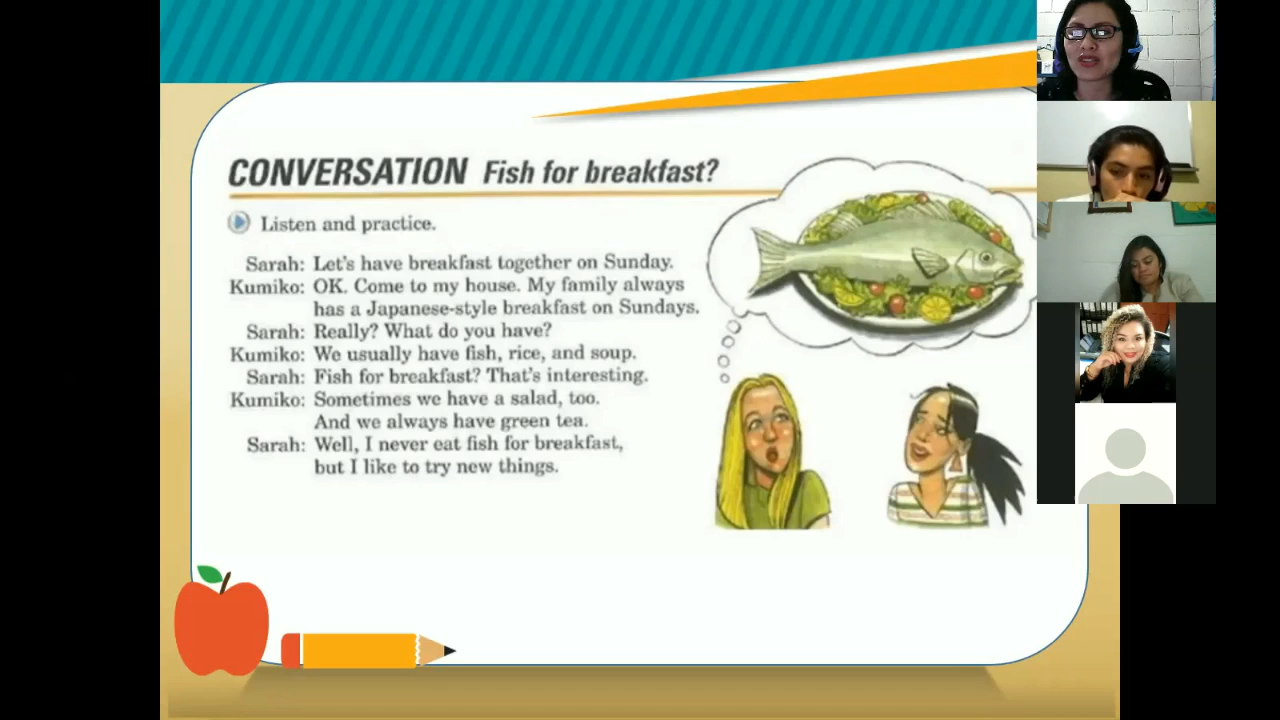 CONVERSATION Fish for breakfast?
Listen and practice.
Sarah: Let's have breakfast together on Sunday.
Kumiko: OK. Come to my house. My family always
has a Japanese-style breakfast on Sundays.
Sarah: Really? What do you have?
Kumiko: We usually have fish, rice, and soup.
Sarah: Fish for breakfast? That's interesting.
Kumiko: Sometimes we have a salad, too.
And we always have green tea.
Sarah: Well, I never eat fish for breakfast,
but I like to try new things.